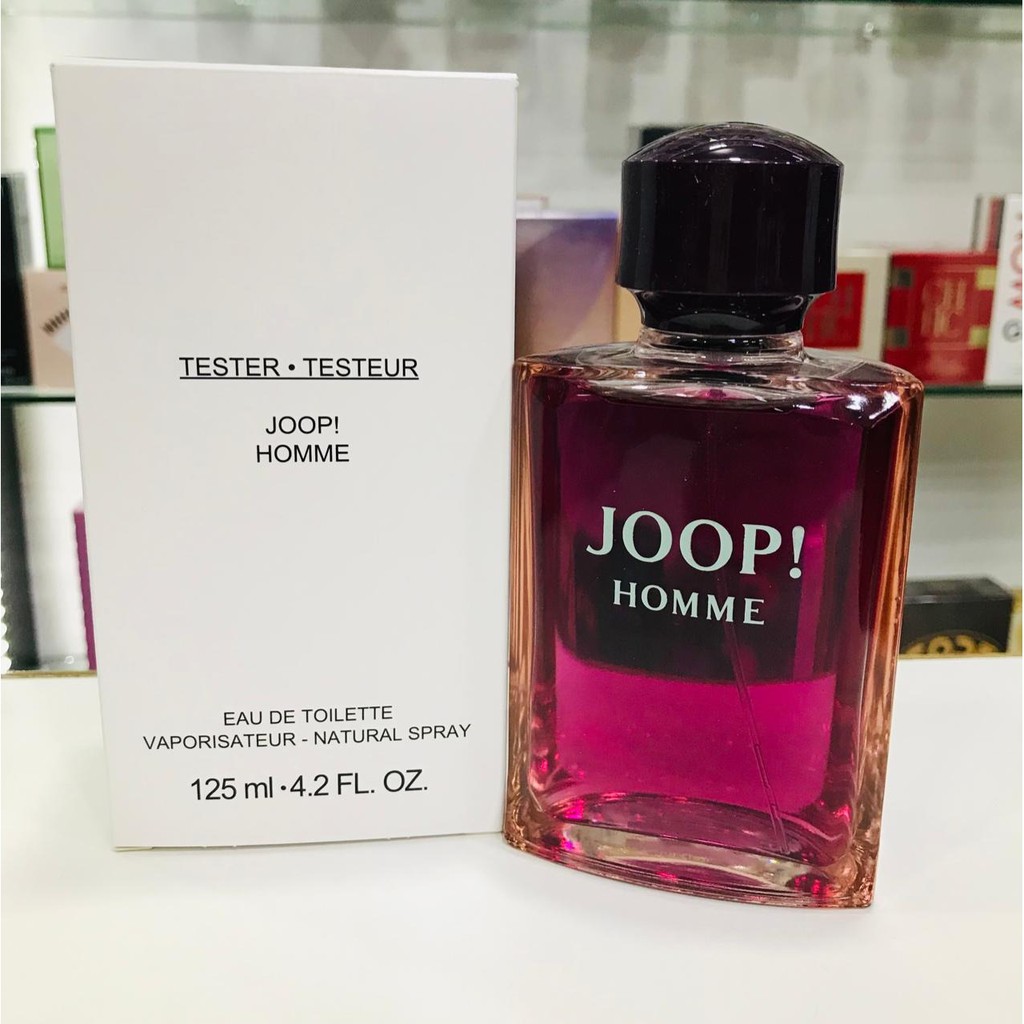 TESTER • TESTEUR
JOOP!
HOMME
EAU DE TOILETTE
VAPORISATEUR - NATURAL SPRAY
125 ml • 4.2 FL. OZ.
JOOP!
HOMME